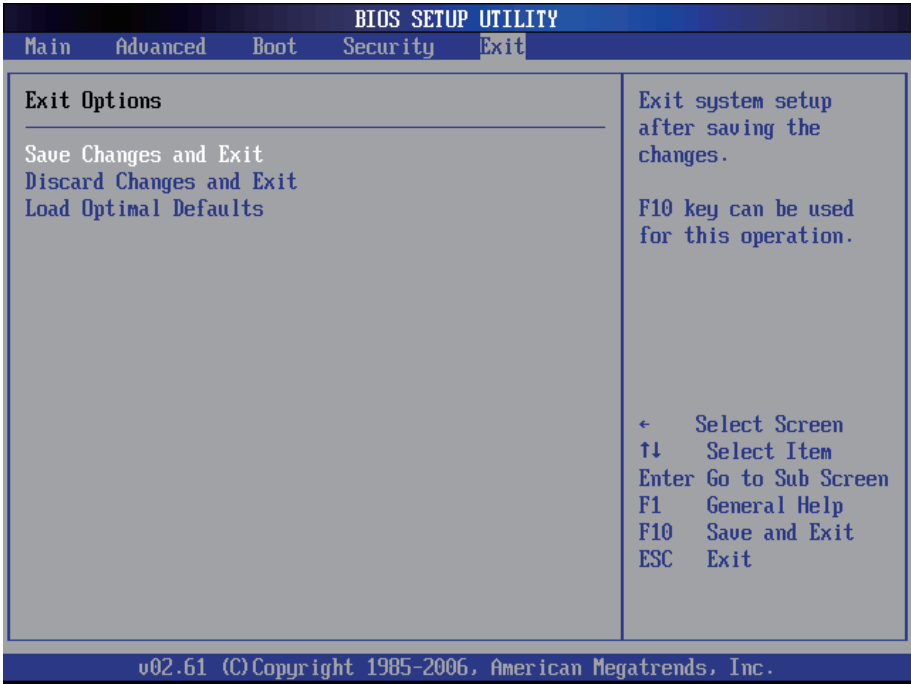 BIOS SETUP UTILITY
Main Advanced Boot Security Exit
Exit Options
Save Changes and Exit
Discard Changes and Exit
Load Optimal Defaults
Exit system setup
after saving the
changes.
F10 key can be used
for this operation.
← Select Screen
↑↓ Select Item
Enter Go to Sub Screen
F1 General Help
F10 Save and Exit
ESC Exit
v02.61 (C)Copyright 1985-2006, American Megatrends, Inc.